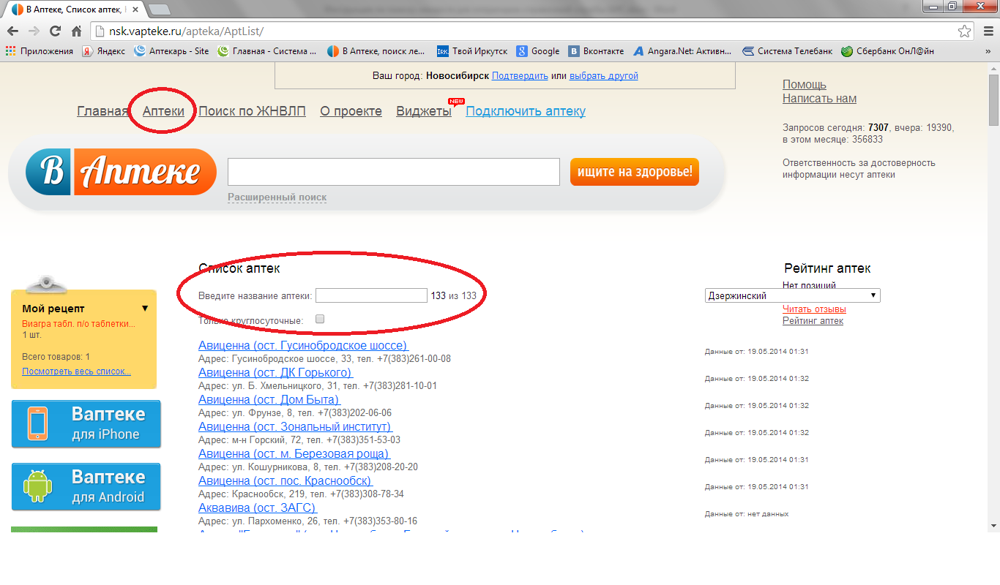 В Аптеке, Список аптек,
nsk.vapteke.ru/apteka/AptList/
Приложения Яндекс Аптекарь - Site Главная - Система ... В Аптеке, поиск ле... IRK Твой Иркутск Google Вконтакте Angara.Net: Активн... Система Телебанк Сбербанк ОнЛ@йн »
Ваш город: Новосибирск Подтвердить или выбрать другой
Помощь
Написать нам
Главная Аптеки Поиск по ЖНВЛП О проекте Виджеты NEW Подключить аптеку
Запросов сегодня: 7307, вчера: 19390,
в этом месяце: 356833
Ответственность за достоверность
информации несут аптеки
В Аптеке
ищите на здоровье!
Расширенный поиск
Список аптек
Введите название аптеки: 133 из 133
Только круглосуточные:
Рейтинг аптек
Нет позиций
Дзержинский
Читать отзывы
Рейтинг аптек
Мой рецепт
Виагра табл. п/о таблетки...
1 шт.
Всего товаров: 1
Посмотреть весь список...
Ваптеке
для iPhone
Ваптеке
для Android
Авиценна (ост. Гусинобродское шоссе)
Адрес: Гусинобродское шоссе, 33, тел. +7(383)261-00-08
Данные от: 19.05.2014 01:31
Авиценна (ост. ДК Горького)
Адрес: ул. Б. Хмельницкого, 31, тел. +7(383)281-10-01
Данные от: 19.05.2014 01:32
Авиценна (ост. Дом Быта)
Адрес: ул. Фрунзе, 8, тел. +7(383)202-06-06
Данные от: 19.05.2014 01:32
Авиценна (ост. Зональный институт)
Адрес: м-н Горский, 72, тел. +7(383)351-53-03
Данные от: 19.05.2014 01:32
Авиценна (ост. м. Березовая роща)
Адрес: ул. Кошурникова, 8, тел. +7(383)208-20-20
Данные от: 19.05.2014 01:31
Авиценна (ост. пос. Краснообск)
Адрес: Краснообск, 219, тел. +7(383)308-78-34
Данные от: 19.05.2014 01:31
Аквавива (ост. ЗАГС)
Адрес: ул. Пархоменко, 26, тел. +7(383)353-80-16
Данные от: нет данных